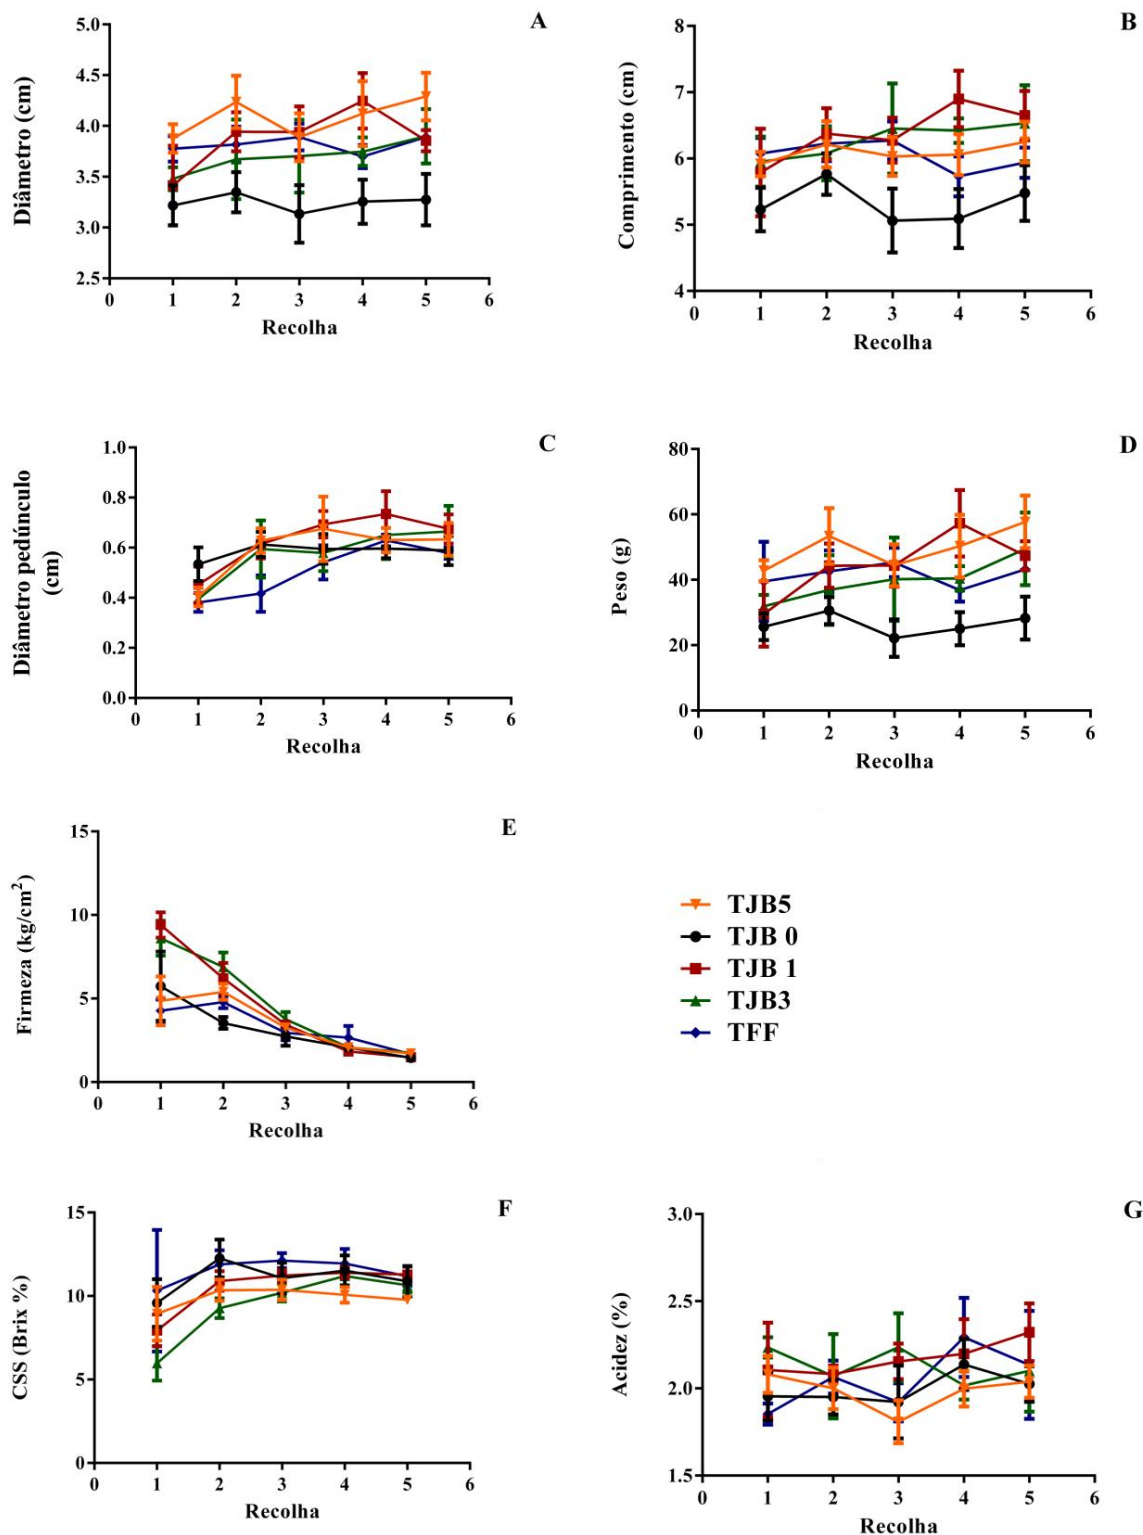 A
Diâmetro (cm)
5.0
4.5
4.0
3.5
3.0
2.5
0 1 2 3 4 5 6
Recolha
B
Comprimento (cm)
8
7
6
5
4
0 1 2 3 4 5 6
Recolha
C
Diâmetro pedúnculo
(cm)
1.0
0.8
0.6
0.4
0.2
0.0
0 1 2 3 4 5 6
Recolha
D
Peso (g)
80
60
40
20
0
0 1 2 3 4 5 6
Recolha
E
Firmeza (kg/cm²)
15
10
5
0
0 1 2 3 4 5 6
Recolha
TJB5
TJB 0
TJB 1
TJB3
TFF
F
CSS (Brix %)
15
10
5
0
0 1 2 3 4 5 6
Recolha
G
Acidez (%)
3.0
2.5
2.0
1.5
0 1 2 3 4 5 6
Recolha